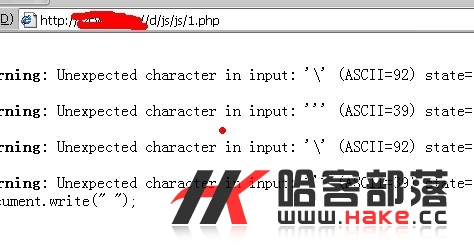 D) http://
//d/js/js/1.php
rning: Unexpected character in input: '\' (ASCII=92) state=
rning: Unexpected character in input: ''' (ASCII=39) state=
rning: Unexpected character in input: '\' (ASCII=92) state=
rning: Unexpected character in input: ''' (ASCII=39) state=
cument.write(" ");
哈客部落
www.Hake.cc